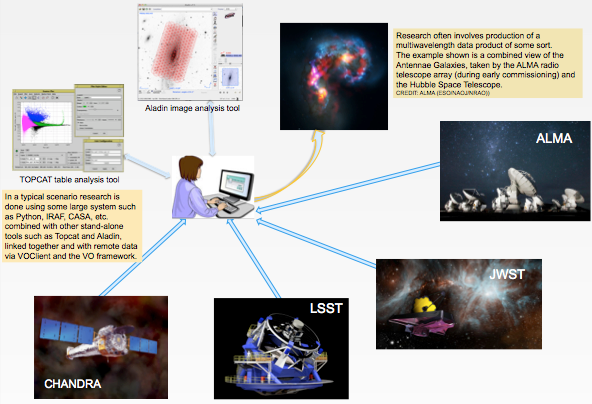 Research often involves production of a
multiwavelength data product of some sort.
The example shown is a combined view of the
Antennae Galaxies, taken by the ALMA radio
telescope array (during early commissioning) and
the Hubble Space Telescope.
CREDIT: ALMA (ESO/NAOJ/NRAO))
Aladin image analysis tool
ALMA
TOPCAT table analysis tool
In a typical scenario research is
done using some large system such
as Python, IRAF, CASA, etc.
combined with other stand-alone
tools such as Topcat and Aladin,
linked together and with remote data
via VOClient and the VO framework.
JWST
LSST
CHANDRA